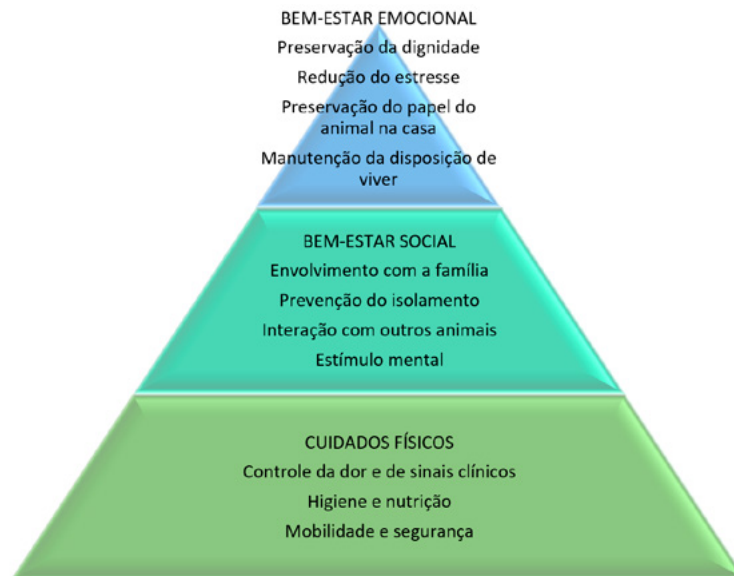 BEM-ESTAR EMOCIONAL
Preservação da dignidade
Redução do estresse
Preservação do papel do
animal na casa
Manutenção da disposição de
viver
BEM-ESTAR SOCIAL
Envolvimento com a família
Prevenção do isolamento
Interação com outros animais
Estímulo mental
CUIDADOS FÍSICOS
Controle da dor e de sinais clínicos
Higiene e nutrição
Mobilidade e segurança